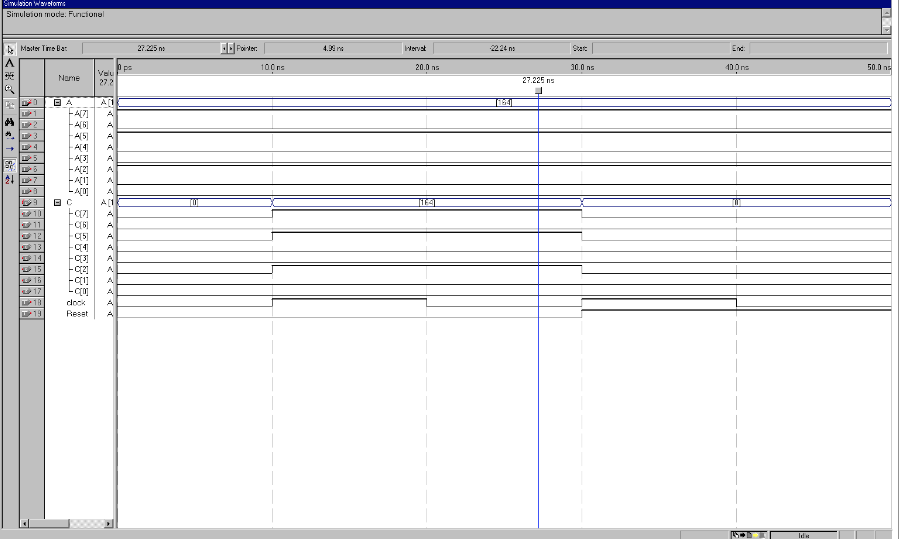 Simulation Waveforms
Simulation mode: Functional
Master Time Bar: 27.225 ns Pointer: 4.99 ns Interval: -22.24 ns Start: End:
Name Valu 27.2
0 ps 10.0 ns 20.0 ns 30.0 ns 40.0 ns 50.0 ns
27.225 ns
0 A A [1 [164]
1 A[7] A
2 A[6] A
3 A[5] A
4 A[4] A
5 A[3] A
6 A[2] A
7 A[1] A
8 A[0] A
9 C A [1 [0] [164] [0]
10 C[7] A
11 C[6] A
12 C[5] A
13 C[4] A
14 C[3] A
15 C[2] A
16 C[1] A
17 C[0] A
18 clock A
19 Reset A
Idle